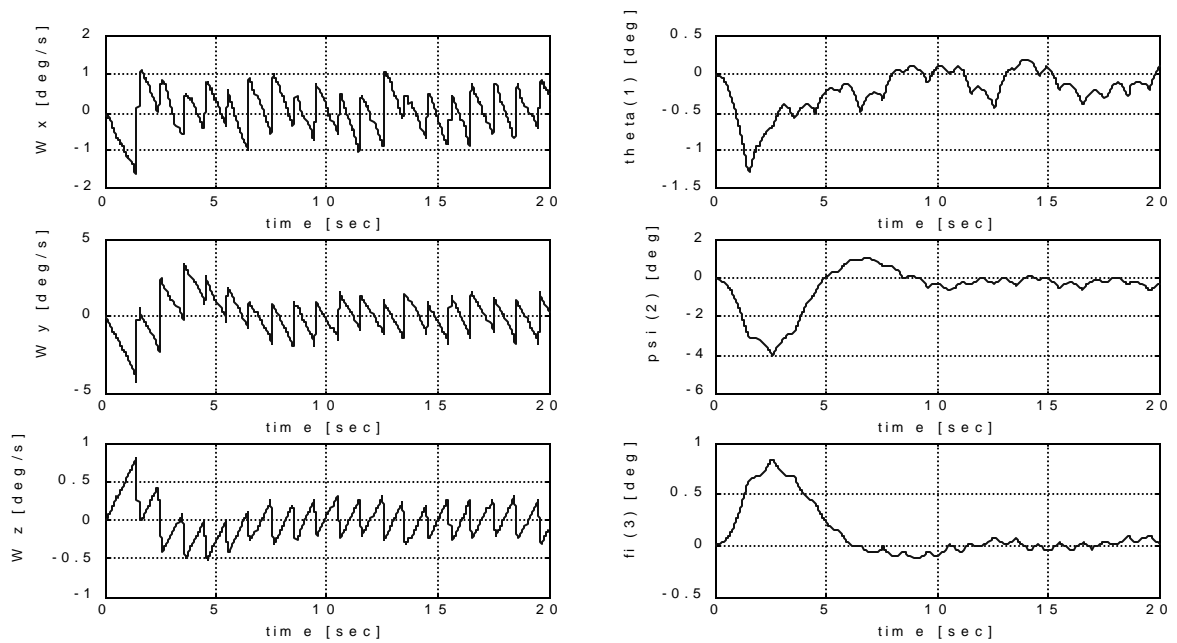 W x [deg/s]
2
1
0
-1
-2
0 5 10 15 20
time [sec]
theta(1) [deg]
0.5
0
-0.5
-1
-1.5
0 5 10 15 20
time [sec]
W y [deg/s]
5
0
-5
0 5 10 15 20
time [sec]
psi(2) [deg]
2
0
-2
-4
-6
0 5 10 15 20
time [sec]
W z [deg/s]
1
0.5
0
-0.5
-1
0 5 10 15 20
time [sec]
fi(3) [deg]
1
0.5
0
-0.5
0 5 10 15 20
time [sec]